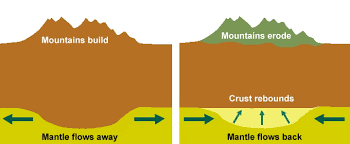 Mountains build
Mantle flows away
Mountains erode
Crust rebounds
Mantle flows back